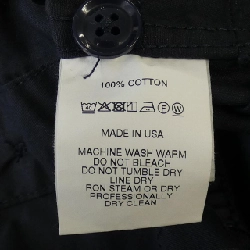 100% COTTON
MADE IN USA
MACHINE WASH WARM
DO NOT BLEACH
DO NOT TUMBLE DRY
LINE DRY
RON STEAM OR DRY
PROFESSIONALLY
DRY CLEAN